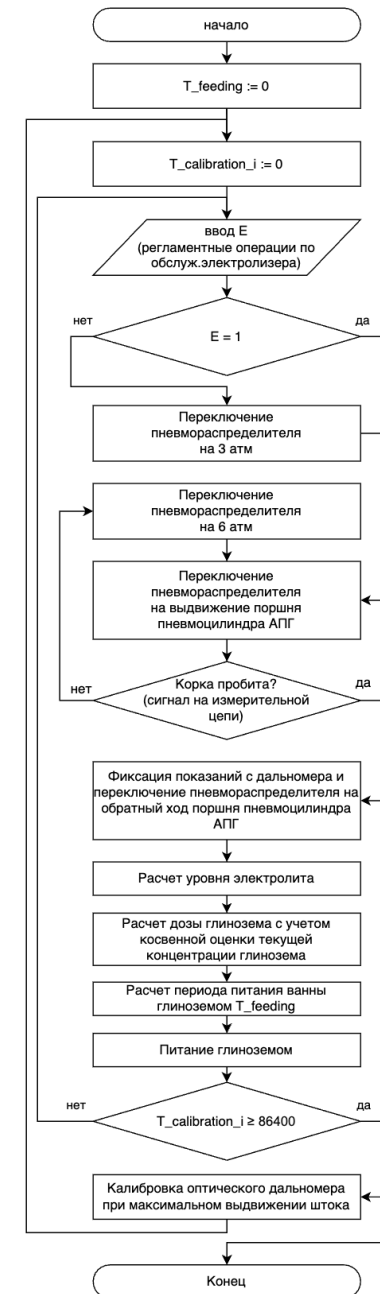 начало
T_feeding := 0
T_calibration_i := 0
ввод E
(регламентные операции по
обслуж.электролизера)
нет
да
E = 1
Переключение
пневмораспределителя
на 3 атм
Переключение
пневмораспределителя
на 6 атм
Переключение
пневмораспределителя
на выдвижение поршня
пневмоцилиндра АПГ
нет
да
Корка пробита?
(сигнал на измерительной
цепи)
Фиксация показаний с дальномера и
переключение пневмораспределителя на
обратный ход поршня пневмоцилиндра
АПГ
Расчет уровня электролита
Расчет дозы глинозема с учетом
косвенной оценки текущей
концентрации глинозема
Расчет периода питания ванны
глиноземом T_feeding
Питание глиноземом
нет
да
T_calibration_i ≥ 86400
Калибровка оптического дальномера
при максимальном выдвижении штока
Конец